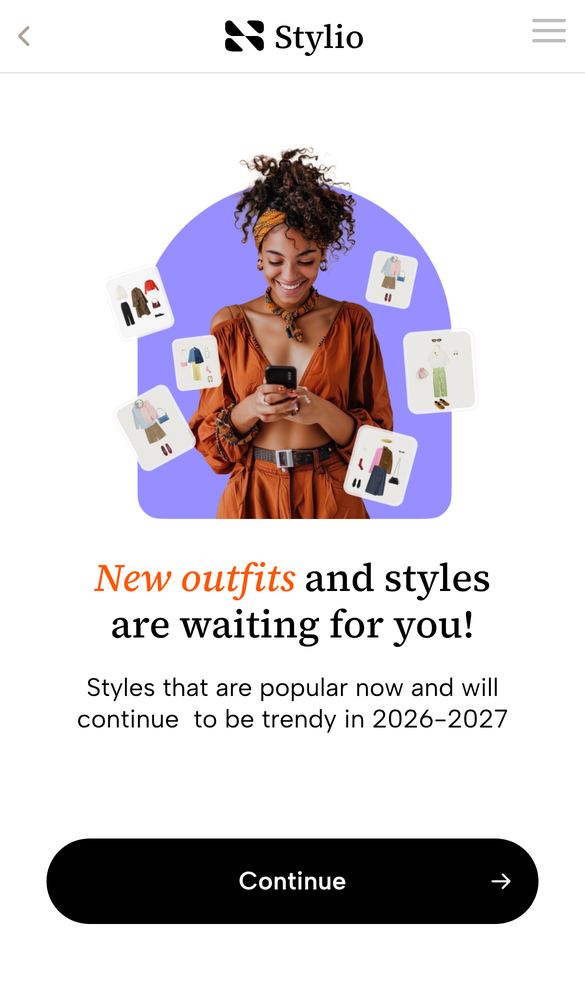 Stylio
New outfits and styles
are waiting for you!
Styles that are popular now and will
continue  to be trendy in 2026–2027
Continue